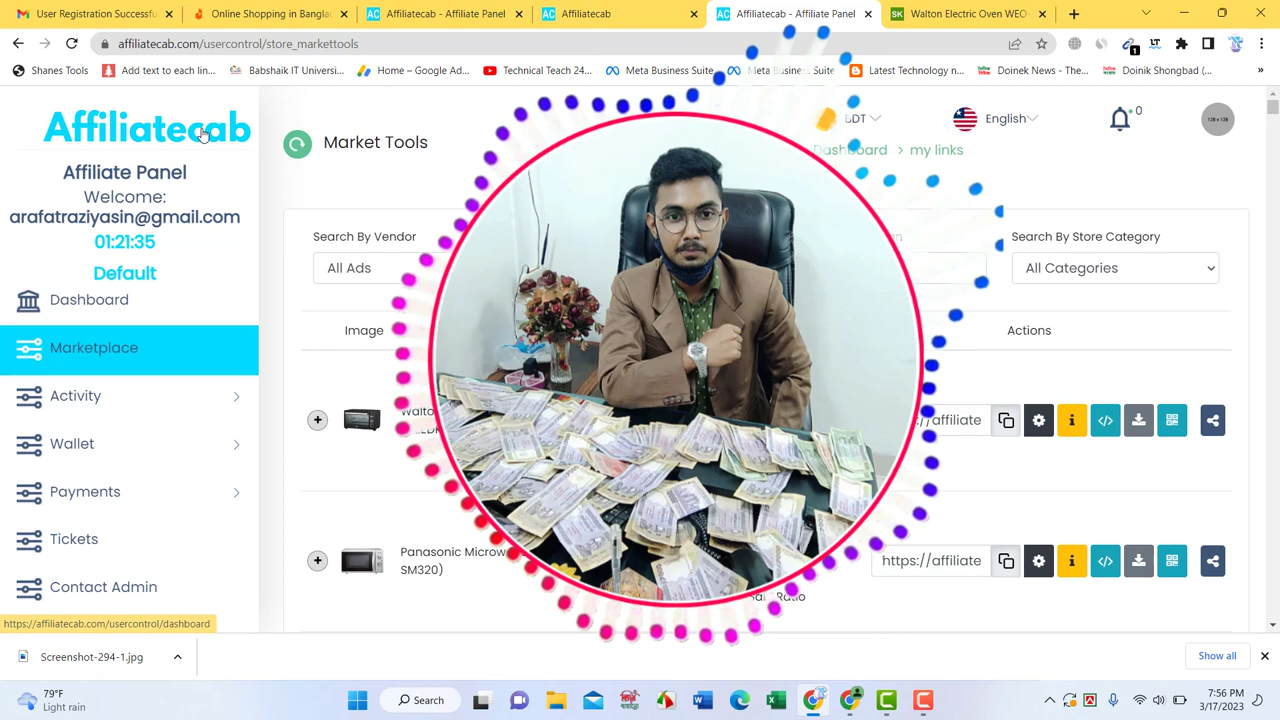 User Registration Successfu
Online Shopping in Banglad
Affiliatecab - Affiliate Panel
Affiliatecab
Affiliatecab - Affiliate Panel
Walton Electric Oven WEO-
affiliatecab.com/usercontrol/store_markettools
1
Shanes Tools
Add text to each lin...
Babshaik IT Universi...
Home – Google Ad...
Technical Teach 24...
Meta Business Suite
Meta Business Suite
Latest Technology n...
Doinek News - The...
Doinik Shongbad (...
»
Affiliatecab
Affiliate Panel
Welcome:
arafatraziyasin@gmail.com
01:21:35
Default
Dashboard
Marketplace
Activity
Wallet
Payments
Tickets
Contact Admin
Market Tools
English
0
128 x 128
Dashboard > my links
Search By Vendor
All Ads
Search By Store Category
All Categories
Image
Actions
://affiliate
Panasonic Microw
SM320)
https://affiliate
Ratio
https://affiliatecab.com/usercontrol/dashboard
Screenshot-294-1.jpg
Show all
79°F
Light rain
Search
7:56 PM
3/17/2023